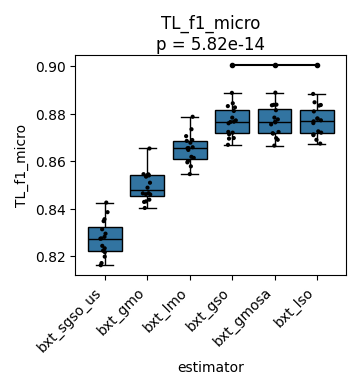 TL_f1_micro
p = 5.82e-14
TL_f1_micro
0.90
0.88
0.86
0.84
0.82
bxt_sgso_us
bxt_gmo
bxt_lmo
bxt_gso
bxt_gmosa
bxt_lso
estimator